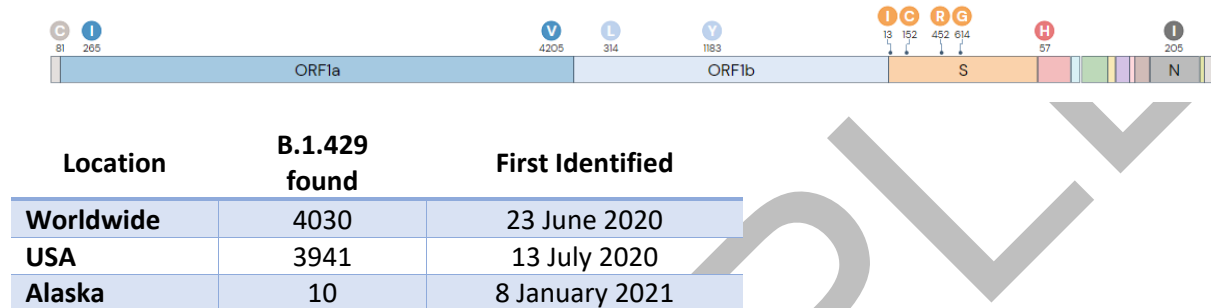 C I V L Y I C R G H I
81 265 4205 314 1183 13 152 452 614 57 205
ORF1a ORF1b S N
Location B.1.429 found First Identified
Worldwide 4030 23 June 2020
USA 3941 13 July 2020
Alaska 10 8 January 2021